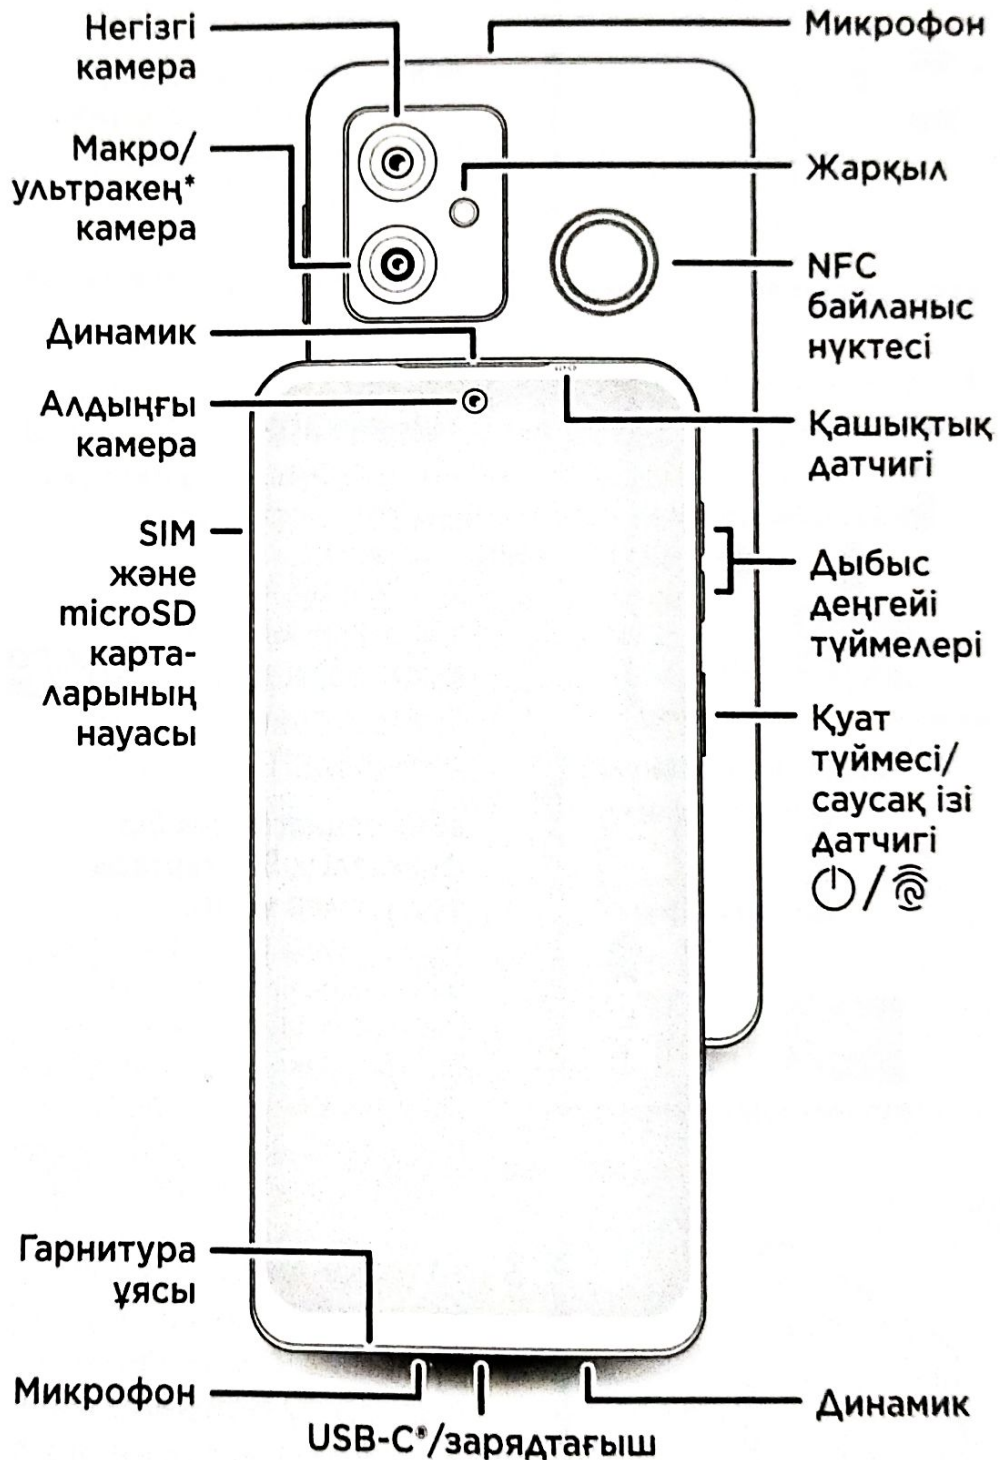 Негізгі
камера
Макро/
ультракең*
камера
Динамик
Алдыңғы
камера
SIM
және
microSD
карта-
ларының
науасы
Гарнитура
ұясы
Микрофон
USB-C®/зарядтағыш
Микрофон
Жарқыл
NFC
байланыс
нүктесі
Қашықтық
датчигі
Дыбыс
деңгейі
түймелері
Қуат
түймесі/
саусақ ізі
датчигі
Динамик